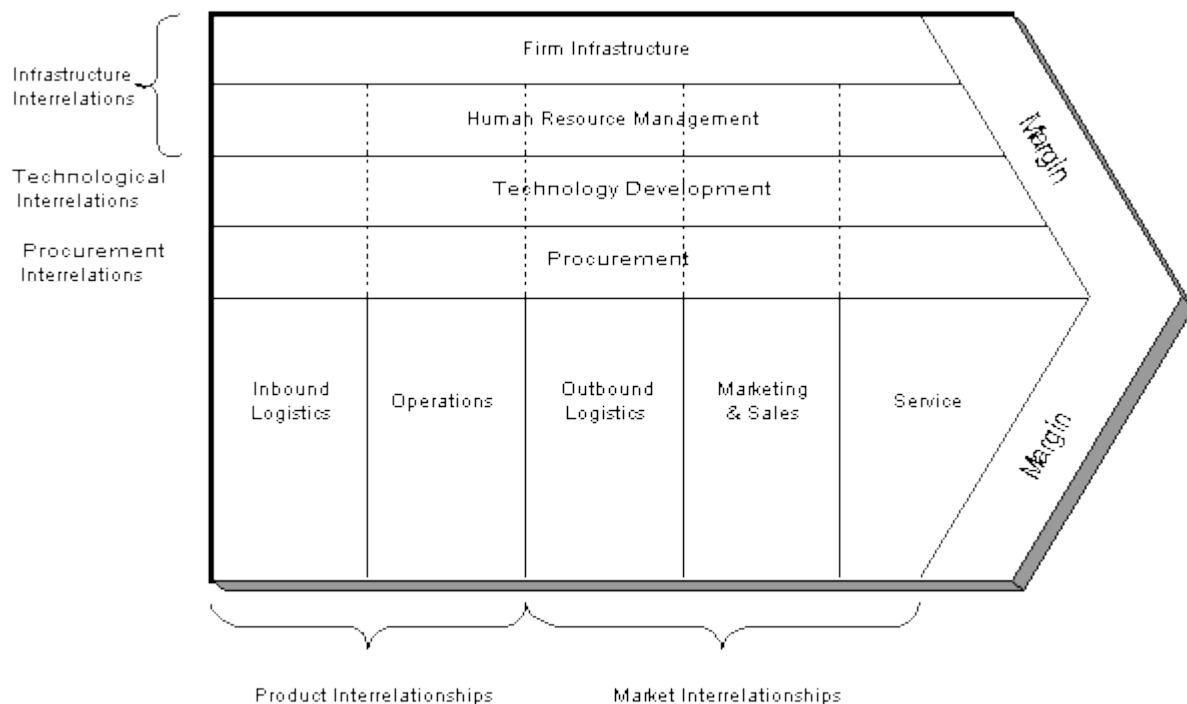 Firm Infrastructure
Infrastructure
Interrelations
Human Resource Management
Margin
Technological
Interrelations
Technology Development
Procurement
Interrelations
Procurement
Inbound
Logistics
Operations
Outbound
Logistics
Marketing
& Sales
Service
Margin
Product Interrelationships
Market Interrelationships